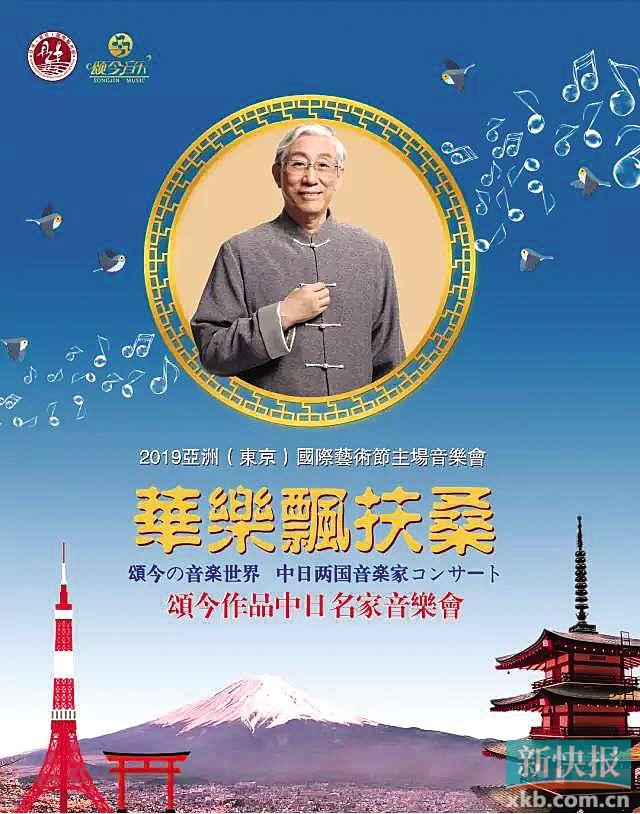 頌今音乐
SONGJIN MUSIC
2019亞洲（東京）國際藝術節主場音樂會
華樂飄扶桑
頌今の音楽世界 中日两国音楽家コンサート
頌今作品中日名家音樂會
新快报
xkb.com.cn